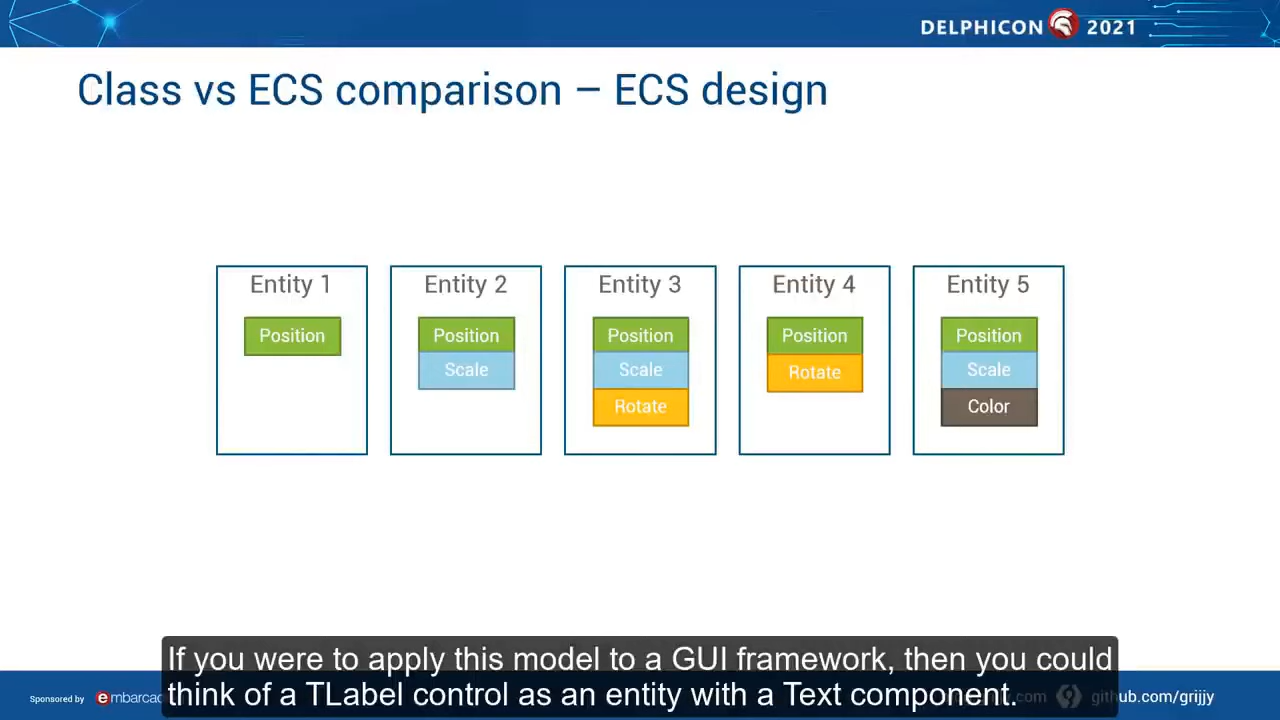 DELPHICON 2021
Class vs ECS comparison – ECS design
Entity 1
Position
Entity 2
Position
Scale
Entity 3
Position
Scale
Rotate
Entity 4
Position
Rotate
Entity 5
Position
Scale
Color
If you were to apply this model to a GUI framework, then you could
think of a TLabel control as an entity with a Text component.
Sponsored by
github.com/grijjy